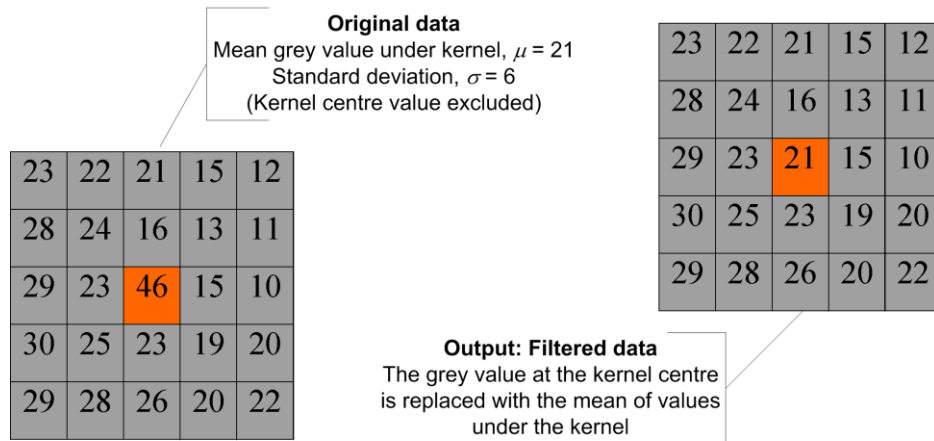 Original data
Mean grey value under kernel, μ = 21
Standard deviation, σ = 6
(Kernel centre value excluded)
23 22 21 15 12
28 24 16 13 11
29 23 46 15 10
30 25 23 19 20
29 28 26 20 22
23 22 21 15 12
28 24 16 13 11
29 23 21 15 10
30 25 23 19 20
29 28 26 20 22
Output: Filtered data
The grey value at the kernel centre
is replaced with the mean of values
under the kernel